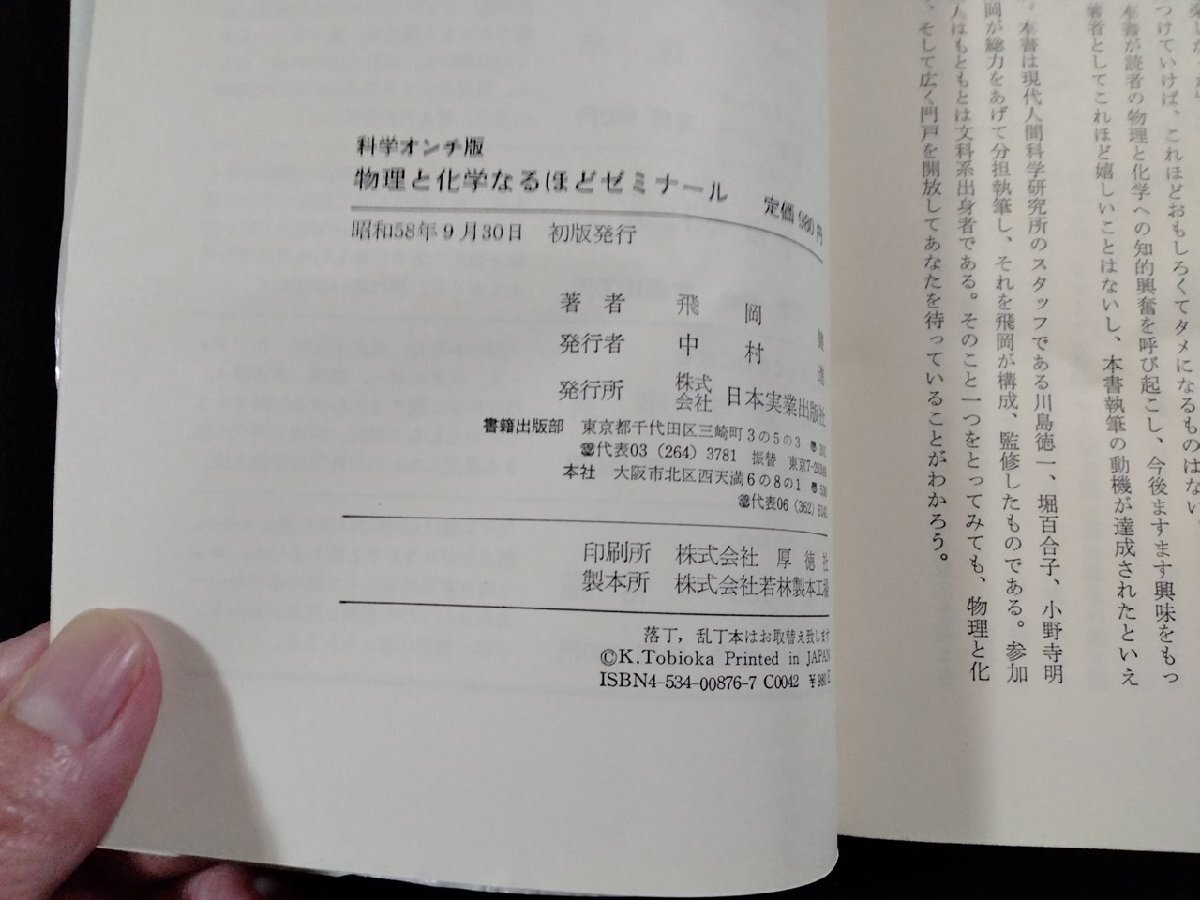 科学オンチ版
物理と化学なるほどゼミナール 定価 980円
昭和58年9月30日 初版発行
著者 飛岡健
発行者 中村進
発行所 株式会社 日本実業出版社
書籍出版部 東京都千代田区三崎町3の5の3
代表03 (264) 3781 振替 東京7-
本社 大阪市北区西天満6の8の1
代表06 (362)
印刷所 株式会社 厚徳社
製本所 株式会社若林製本工場
落丁，乱丁本はお取替え致します
©K.Tobioka Printed in JAPAN
ISBN4-534-00876-7 C0042 ¥980E
つけていけば、これほどおもしろくてタメになるものはない
本書が読者の物理と化学への知的興奮を呼び起こし、今後ますます興味をもっ
著者としてこれほど嬉しいことはないし、本書執筆の動機が達成されたといえ
本書は現代人間科学研究所のスタッフである川島徳一、堀百合子、小野寺明
岡が総力をあげて分担執筆し、それを飛岡が構成、監修したものである。参加
人はもともとは文科系出身者である。そのこと一つをとってみても、物理と化
、そして広く門戸を開放してあなたを待っていることがわかろう。